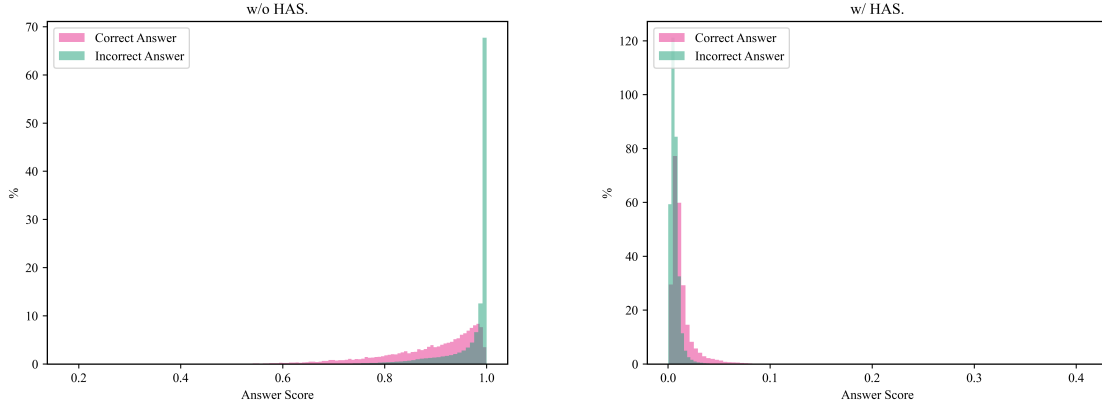 w/o HAS.
Correct Answer
Incorrect Answer
70
60
50
40
30
20
10
0
%
0.2 0.4 0.6 0.8 1.0
Answer Score
w/ HAS.
Correct Answer
Incorrect Answer
120
100
80
60
40
20
0
%
0.0 0.1 0.2 0.3 0.4
Answer Score